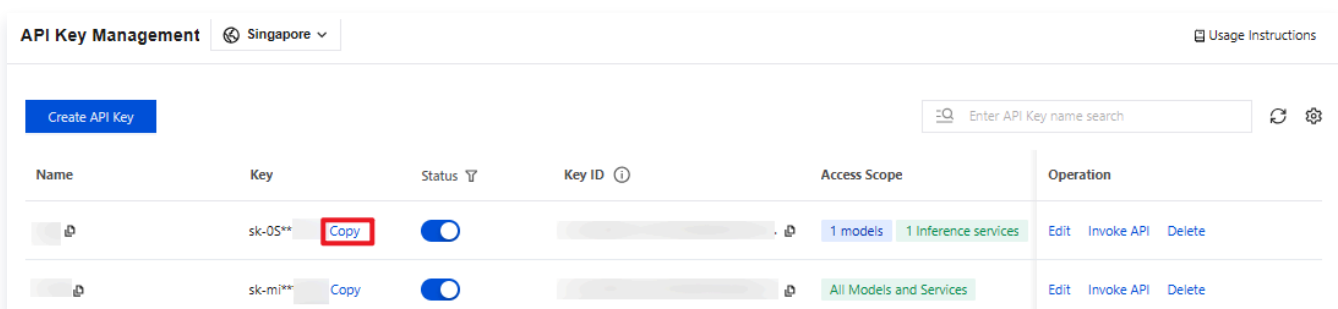 API Key Management Singapore Usage Instructions
Create API Key Enter API Key name search
Name Key Status Key ID Access Scope Operation
sk-0S** Copy 1 models 1 Inference services Edit Invoke API Delete
sk-mi** Copy All Models and Services Edit Invoke API Delete